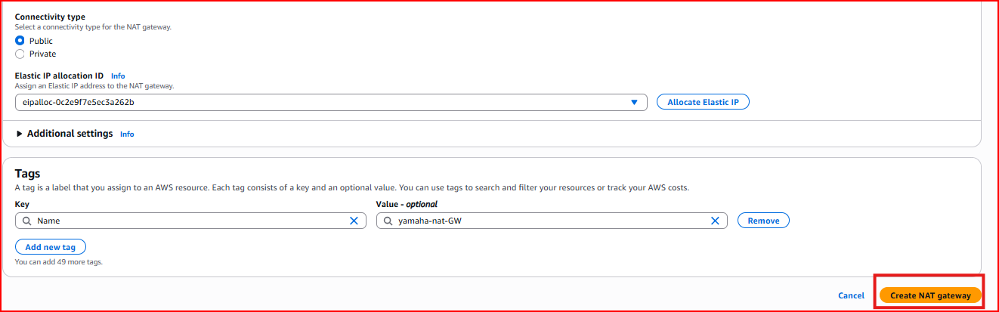 Connectivity type
Select a connectivity type for the NAT gateway.
Public
Private
Elastic IP allocation ID Info
Assign an Elastic IP address to the NAT gateway.
eipalloc-0c2e9f7e5ec3a262b Allocate Elastic IP
Additional settings Info
Tags
A tag is a label that you assign to an AWS resource. Each tag consists of a key and an optional value. You can use tags to search and filter your resources or track your AWS costs.
Key Value - optional
Name yamaha-nat-GW Remove
Add new tag
You can add 49 more tags.
Cancel Create NAT gateway